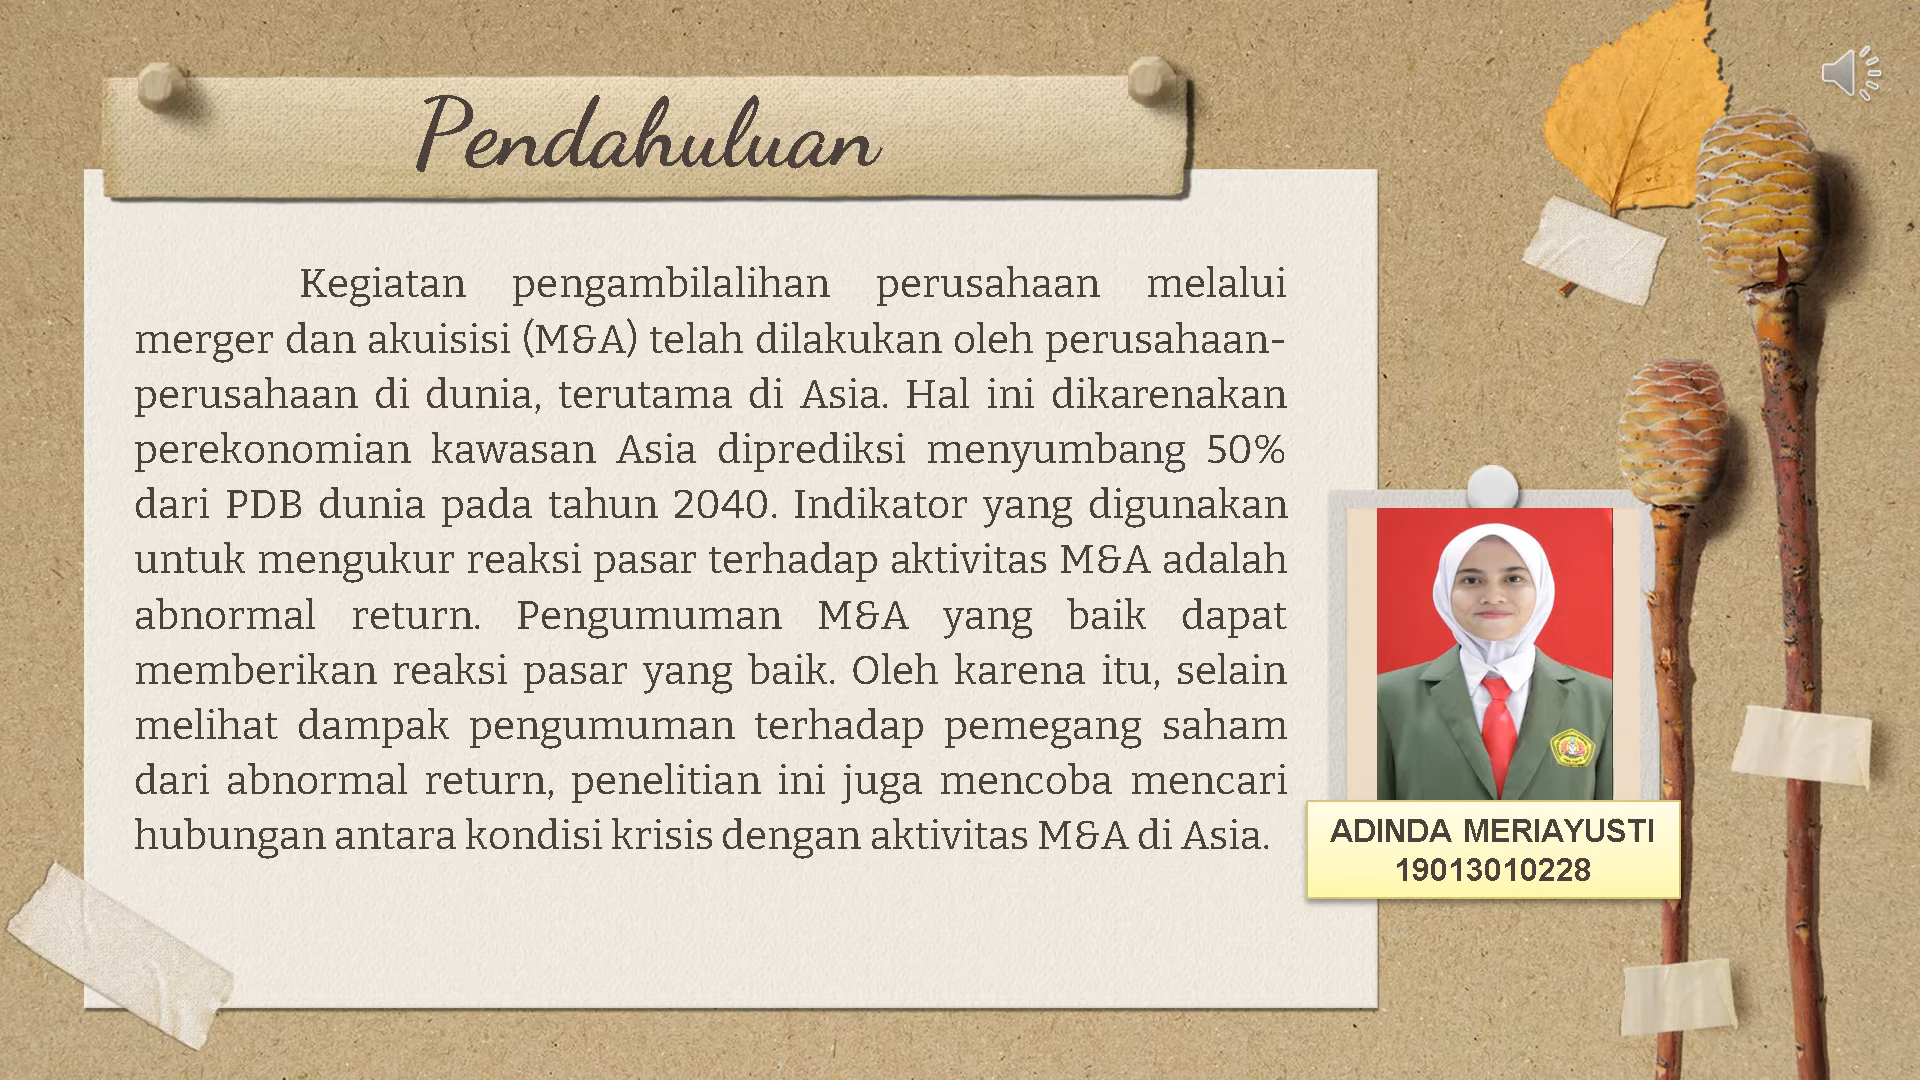 Pendahuluan
Kegiatan pengambilalihan perusahaan melalui
merger dan akuisisi (M&A) telah dilakukan oleh perusahaan-
perusahaan di dunia, terutama di Asia. Hal ini dikarenakan
perekonomian kawasan Asia diprediksi menyumbang 50%
dari PDB dunia pada tahun 2040. Indikator yang digunakan
untuk mengukur reaksi pasar terhadap aktivitas M&A adalah
abnormal return. Pengumuman M&A yang baik dapat
memberikan reaksi pasar yang baik. Oleh karena itu, selain
melihat dampak pengumuman terhadap pemegang saham
dari abnormal return, penelitian ini juga mencoba mencari
hubungan antara kondisi krisis dengan aktivitas M&A di Asia.
ADINDA MERIAYUSTI
19013010228